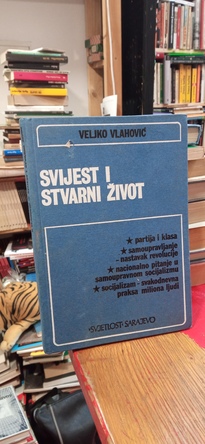 VELJKO VLAHOVIĆ
SVIJEST I
STVARNI ŽIVOT
★ partija i klasa
★ samoupravljanje
- nastavak revolucije
★ nacionalno pitanje u
samoupravnom socijalizmu
★ socijalizam - svakodnevna
praksa miliona ljudi
»SVJETLOST« SARAJEVO